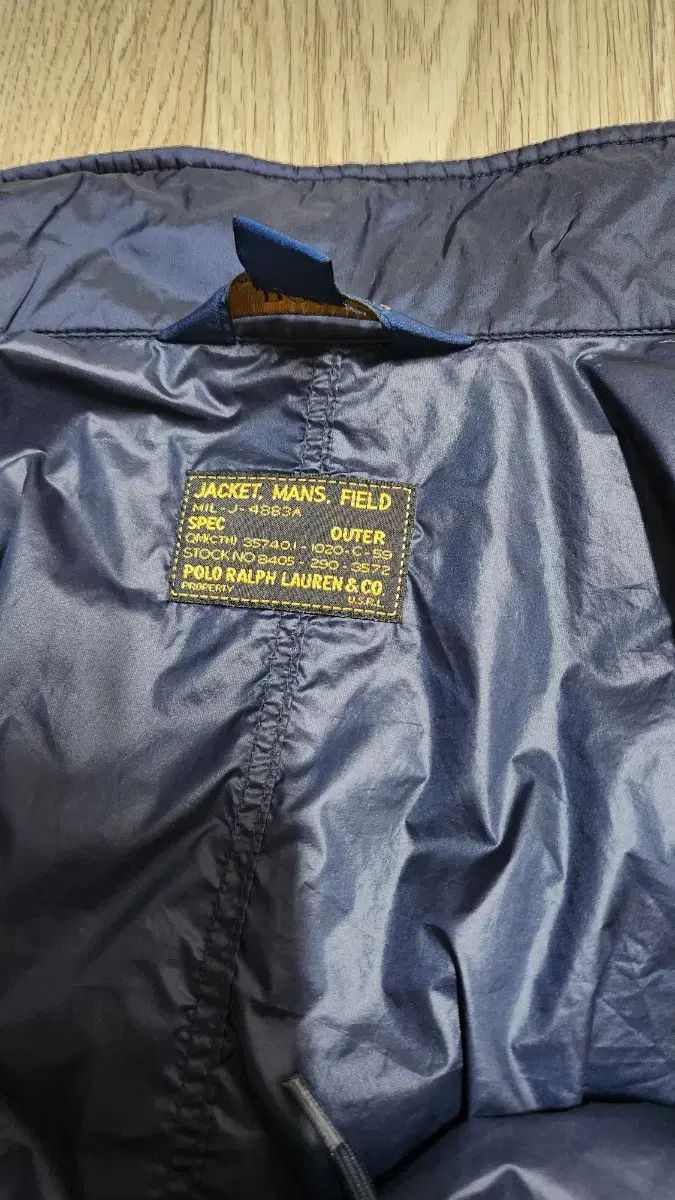 JACKET, MANS, FIELD
MIL-J-4883A
SPEC OUTER
QM(CTM) 357401-1020-C-59
STOCK NO 8405-290-3572
POLO RALPH LAUREN & CO.
PROPERTY U.S.R.L